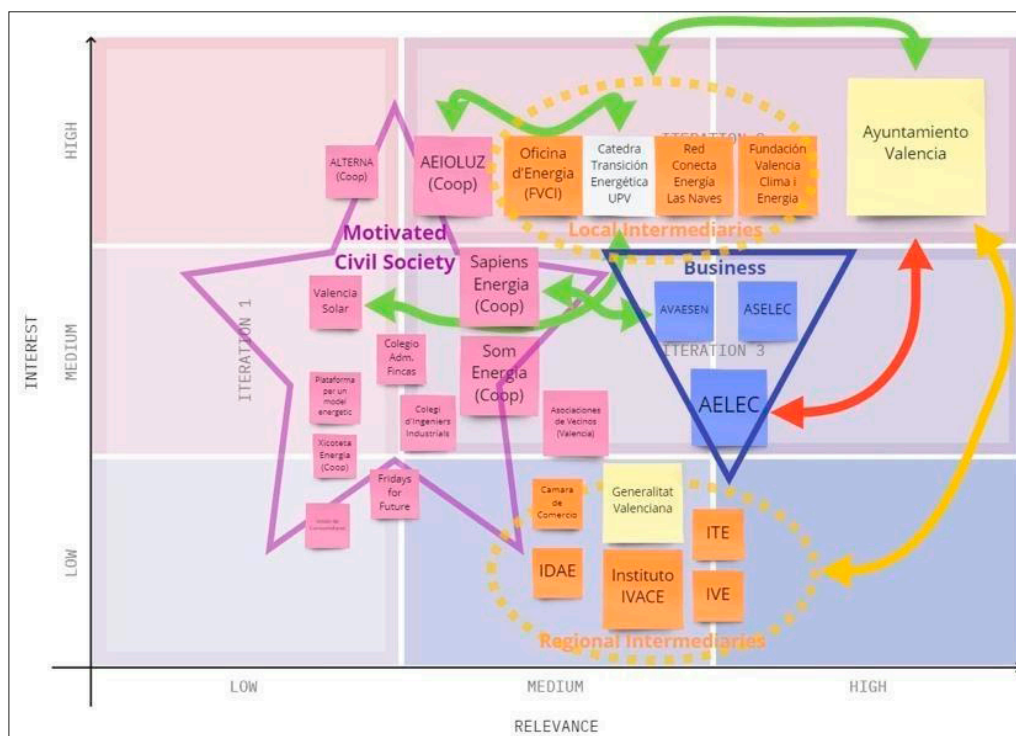 HIGH
ITERATION
Ayuntamiento
Valencia
ALTERNA
(Coop)
AEIOLUZ
(Coop)
Oficina
d'Energia
(FVCI)
Catedra
Transición
Energética
UPV
Red
Conecta
Energía
Las Naves
Fundación
Valencia
Clima i
Energia
Local Intermediaries
Motivated
Civil Society
INTEREST
MEDIUM
ITERATION 1
Valencia
Solar
Sapiens
Energia
(Coop)
Business
AVAESEN
ASELEC
ITERATION 3
Colegio
Adm.
Fincas
Som
Energia
(Coop)
AELEC
Plataforma
per un model
energetic
Colegi
d'Ingeniers
Industrials
Asociaciones
de Vecinos
(Valencia)
Xicoteta
Energia
(Coop)
LOW
Fridays
for
Future
Camara
de
Comercio
Generalitat
Valenciana
ITE
IDAE
Instituto
IVACE
IVE
Regional Intermediaries
LOW
MEDIUM
HIGH
RELEVANCE